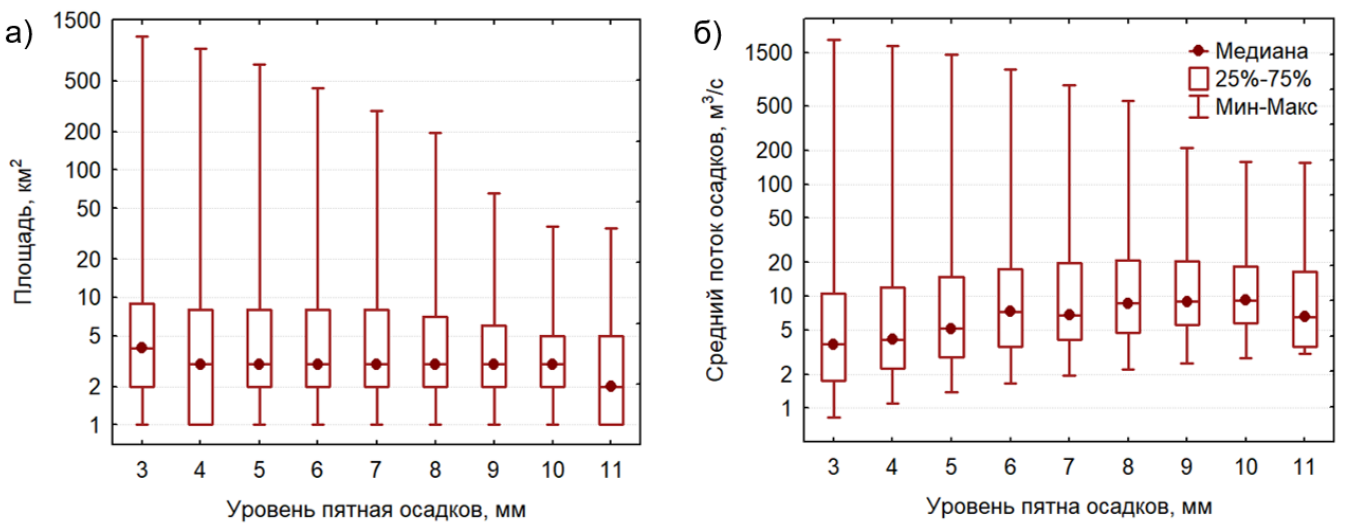 а)
1500
500
200
100
50
20
10
5
2
1
Площадь, км²
3 4 5 6 7 8 9 10 11
Уровень пятная осадков, мм
б)
Медиана
25%-75%
Мин-Макс
1500
500
200
100
50
20
10
5
2
1
Средний поток осадков, м³/с
3 4 5 6 7 8 9 10 11
Уровень пятна осадков, мм